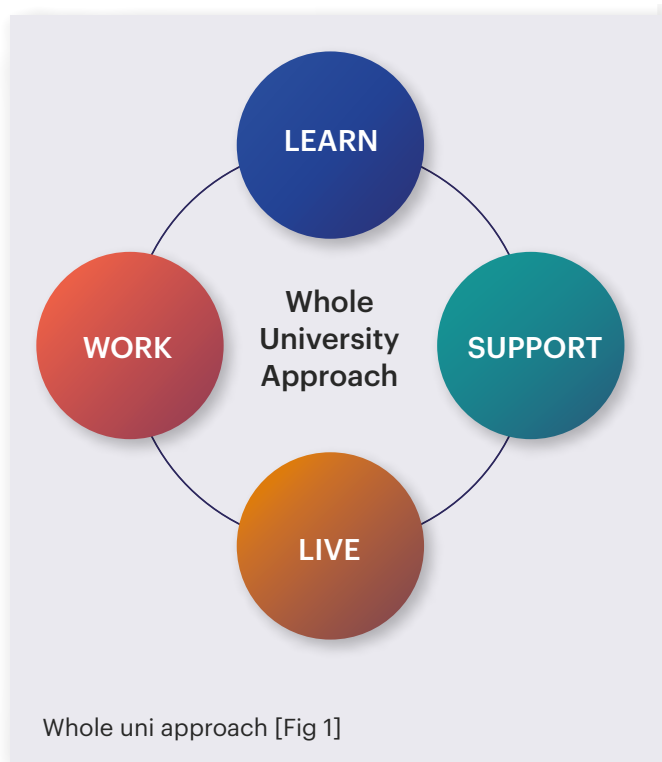 LEARN
Whole
University
Approach
WORK
SUPPORT
LIVE
Whole uni approach [Fig 1]